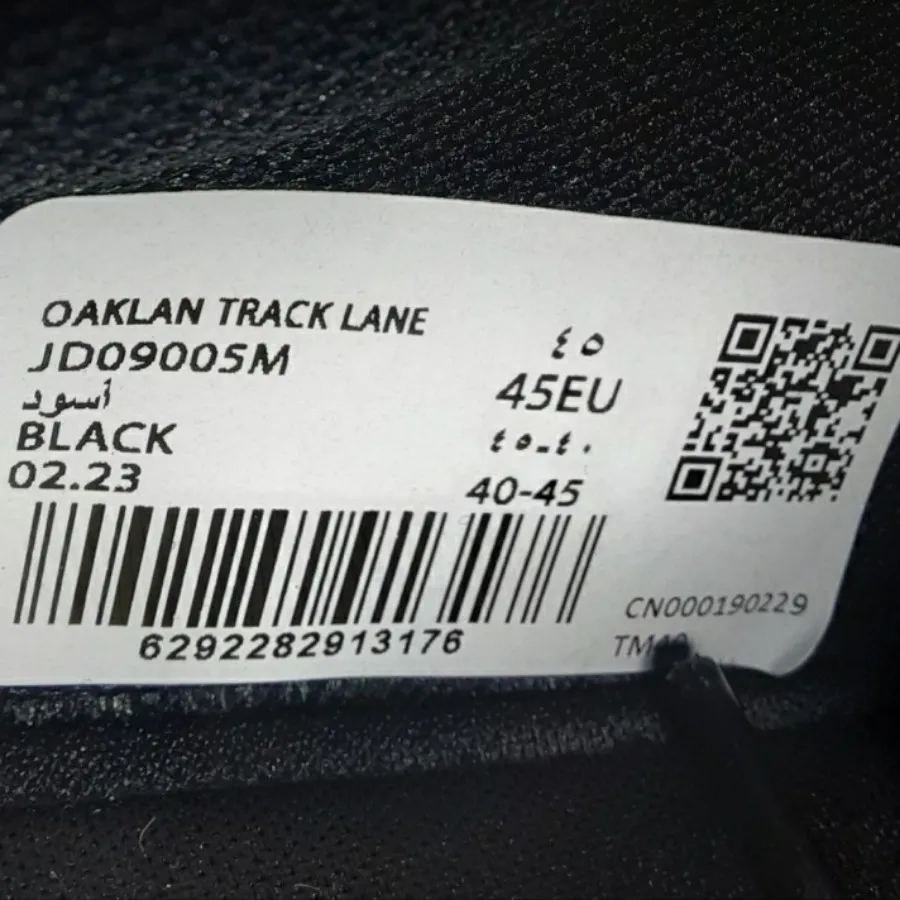 OAKLAN TRACK LANE
JD09005M
أسود
BLACK
02.23
٤٥
45EU
٤٥-٤٠
40-45
6292282913176
CN000190229